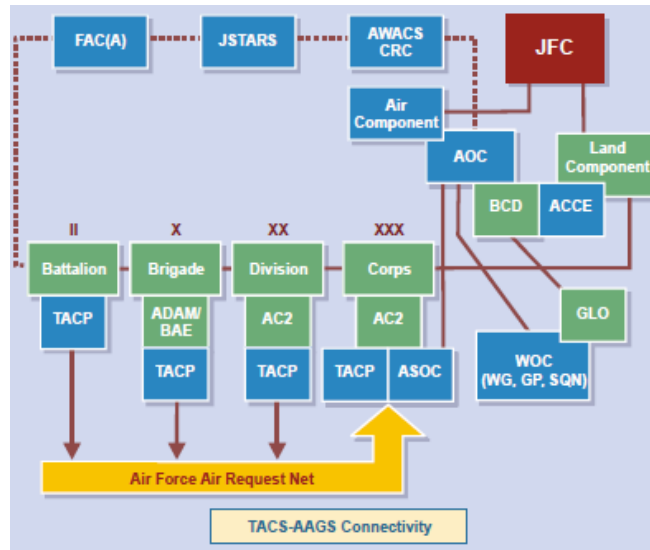 FAC(A)
JSTARS
AWACS
CRC
JFC
Air
Component
AOC
Land
Component
BCD
ACCE
II
X
XX
XXX
Battalion
Brigade
Division
Corps
TACP
ADAM/
BAE
AC2
AC2
GLO
TACP
TACP
TACP
ASOC
WOC
(WG, GP, SQN)
Air Force Air Request Net
TACS-AAGS Connectivity